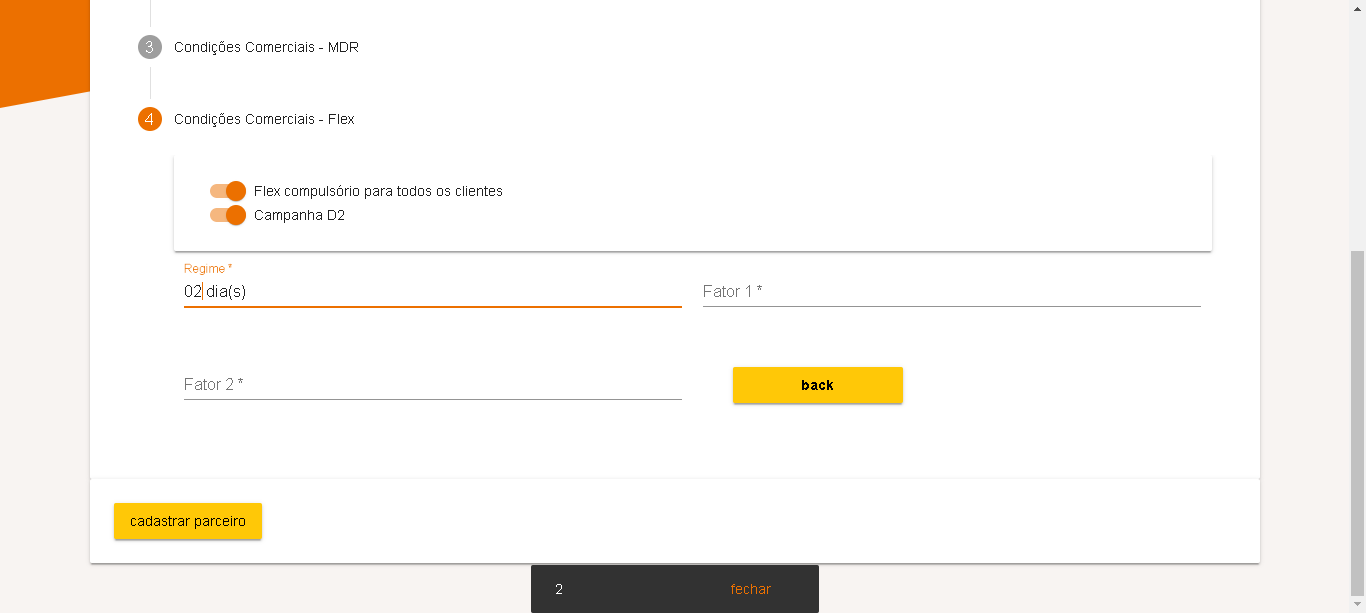 3 Condições Comerciais - MDR
4 Condições Comerciais - Flex
Flex compulsório para todos os clientes
Campanha D2
Regime *
02 dia(s)
Fator 1 *
Fator 2 *
back
cadastrar parceiro
2 fechar